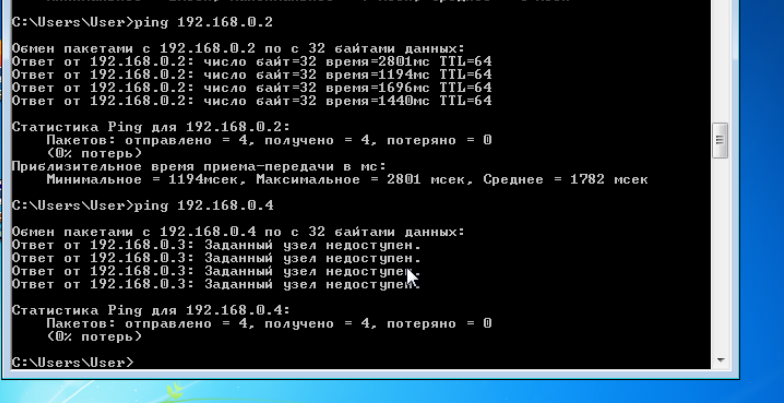 C:\Users\User>ping 192.168.0.2
Обмен пакетами с 192.168.0.2 по с 32 байтами данных:
Ответ от 192.168.0.2: число байт=32 время=2801мс TTL=64
Ответ от 192.168.0.2: число байт=32 время=1194мс TTL=64
Ответ от 192.168.0.2: число байт=32 время=1696мс TTL=64
Ответ от 192.168.0.2: число байт=32 время=1440мс TTL=64
Статистика Ping для 192.168.0.2:
Пакетов: отправлено = 4, получено = 4, потеряно = 0
(0% потерь)
Приблизительное время приема-передачи в мс:
Минимальное = 1194мсек, Максимальное = 2801 мсек, Среднее = 1782 мсек
C:\Users\User>ping 192.168.0.4
Обмен пакетами с 192.168.0.4 по с 32 байтами данных:
Ответ от 192.168.0.3: Заданный узел недоступен.
Ответ от 192.168.0.3: Заданный узел недоступен.
Ответ от 192.168.0.3: Заданный узел недоступен.
Ответ от 192.168.0.3: Заданный узел недоступен.
Статистика Ping для 192.168.0.4:
Пакетов: отправлено = 4, получено = 4, потеряно = 0
(0% потерь)
C:\Users\User>